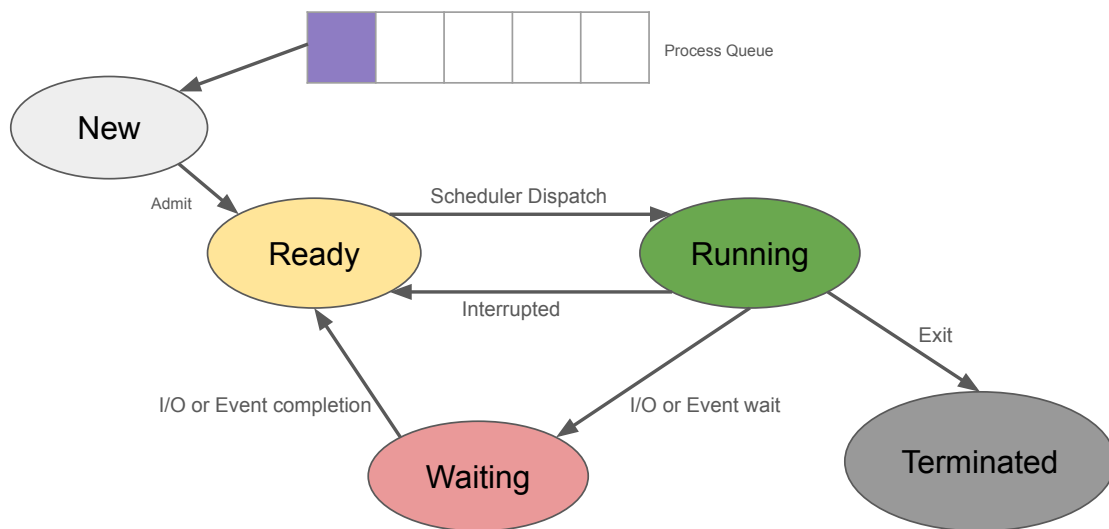 Process Queue
New
Admit
Scheduler Dispatch
Ready
Running
Interrupted
Exit
I/O or Event completion
I/O or Event wait
Waiting
Terminated